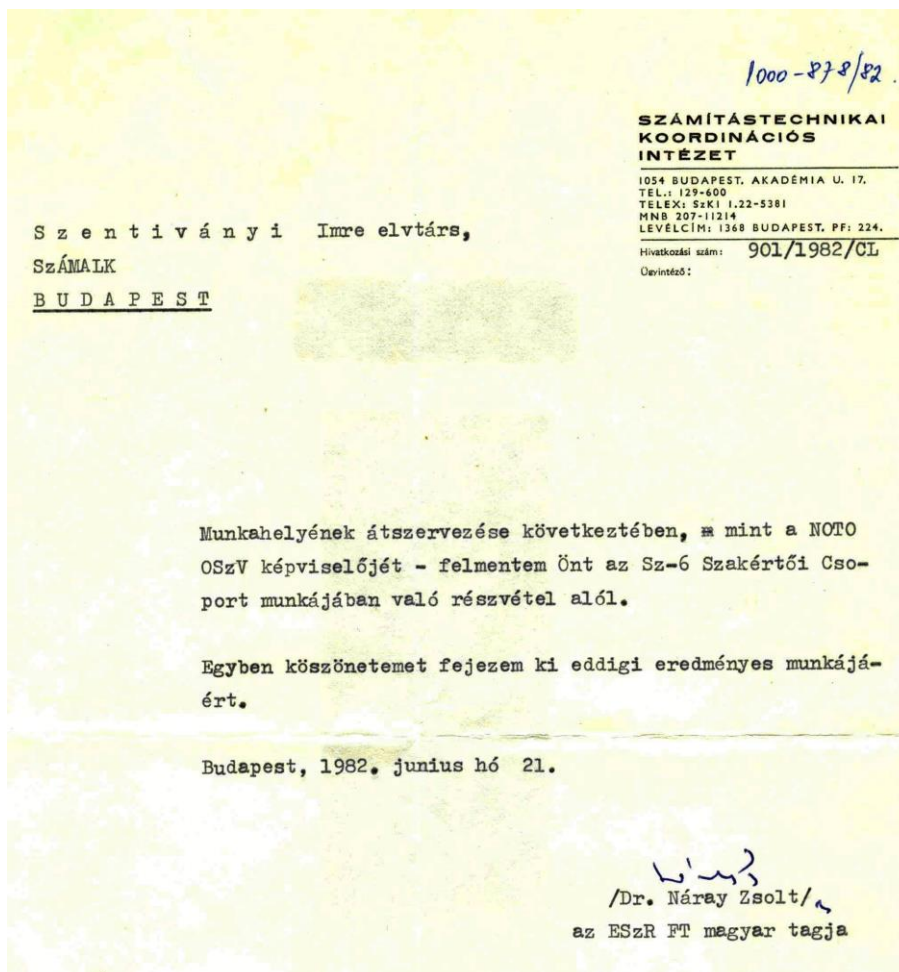 1000-878/82.
SZÁMÍTÁSTECHNIKAI
KOORDINÁCIÓS
INTÉZET
1054 BUDAPEST, AKADÉMIA U. 17.
TEL.: 129-600
TELEX: SzKI 1.22-5381
MNB 207-11214
LEVÉLCÍM: 1368 BUDAPEST, PF: 224.
Hivatkozási szám: 901/1982/CL
Ügyintéző:
Szentiványi Imre elvtárs,
SzÁMALK
BUDAPEST
Munkahelyének átszervezése következtében, mint a NOTO
OSzV képviselőjét - felmentem Önt az Sz-6 Szakértői Cso-
port munkájában való részvétel alól.
Egyben köszönetemet fejezem ki eddigi eredményes munkájá-
ért.
Budapest, 1982. junius hó 21.
/Dr. Náray Zsolt/
az ESzR FT magyar tagja